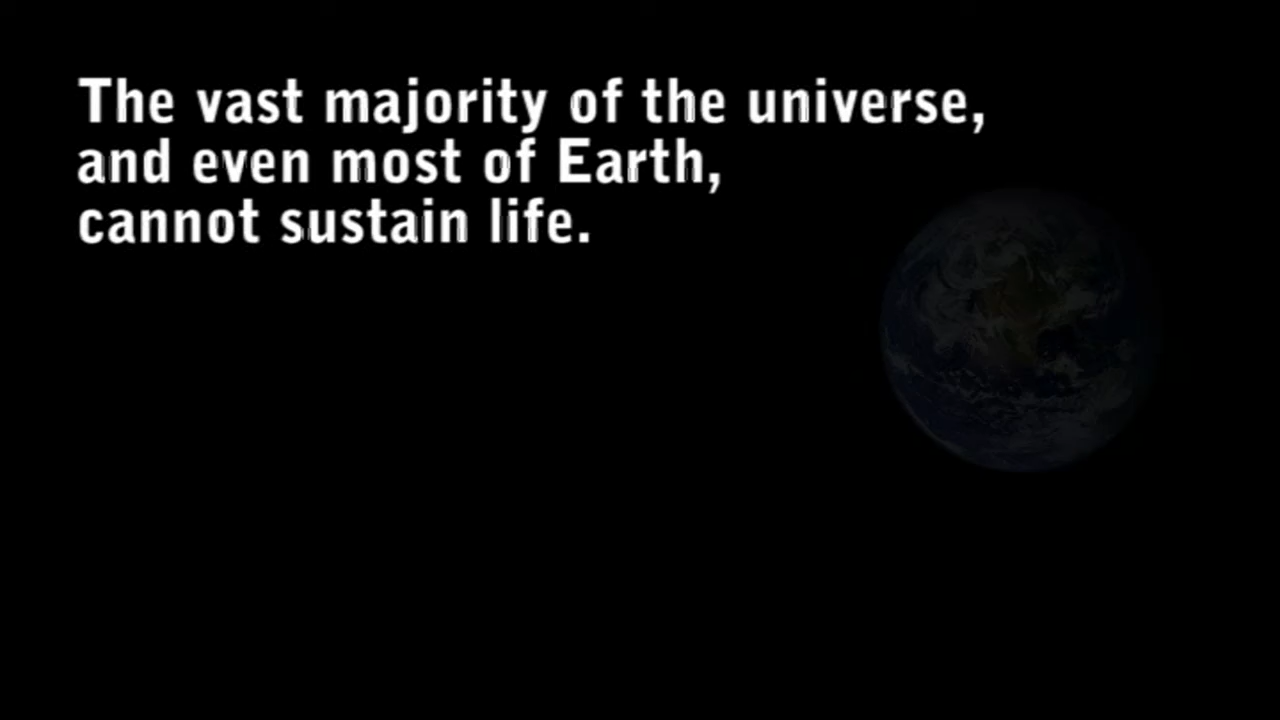 The vast majority of the universe,
and even most of Earth,
cannot sustain life.